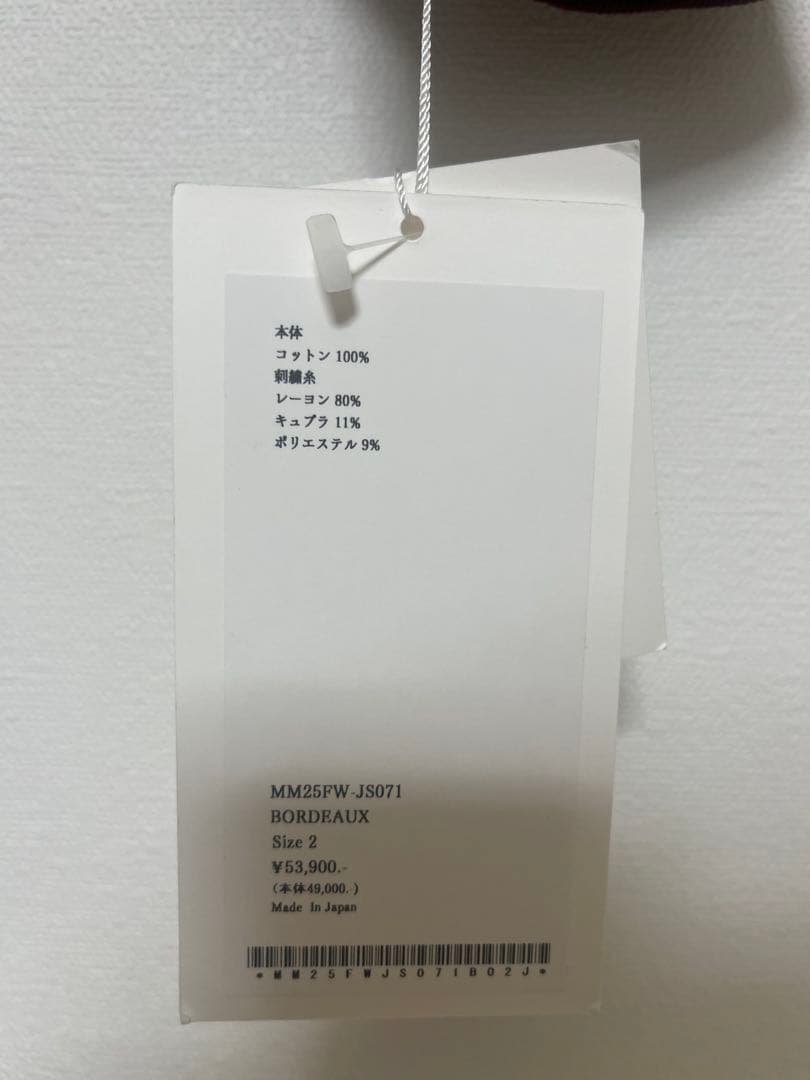 本体
コットン 100%
刺繍糸
レーヨン 80%
キュプラ 11%
ポリエステル 9%
MM25FW-JS071
BORDEAUX
Size 2
¥53,900.-
(本体49,000.-)
Made In Japan
*MM25FWJS071B02J*